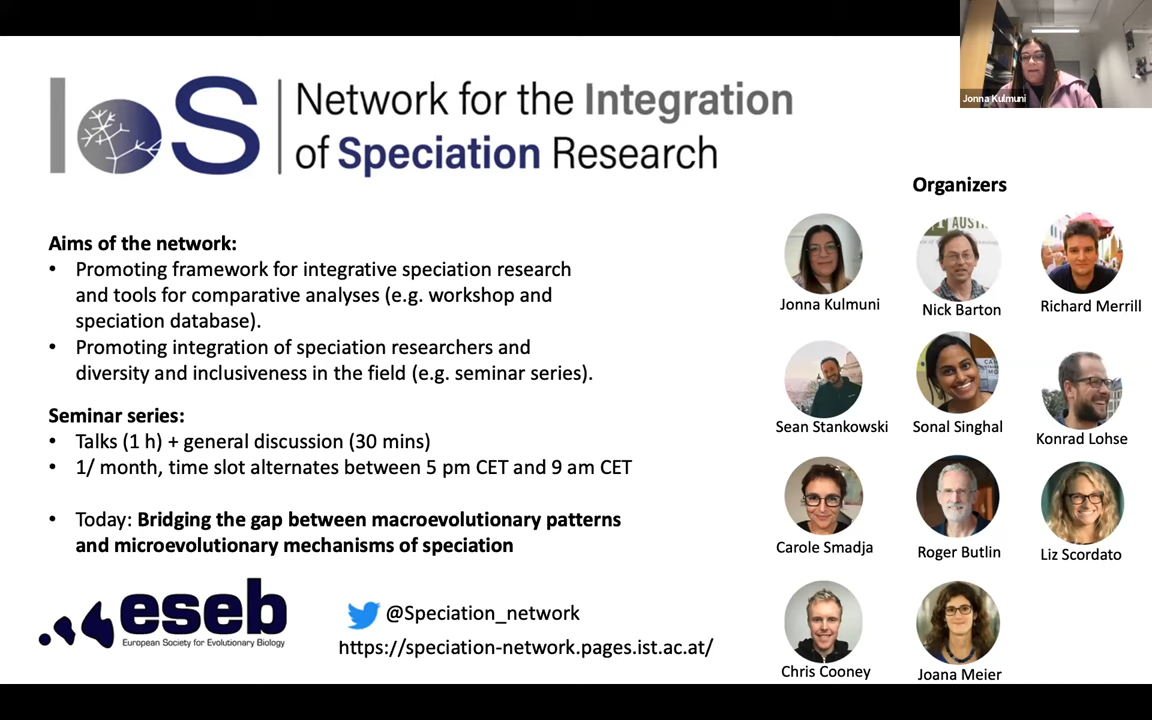 Jonna Kulmuni
IoS
Network for the Integration
of Speciation Research
Organizers
Aims of the network:
• Promoting framework for integrative speciation research
and tools for comparative analyses (e.g. workshop and
speciation database).
• Promoting integration of speciation researchers and
diversity and inclusiveness in the field (e.g. seminar series).
Seminar series:
• Talks (1 h) + general discussion (30 mins)
• 1/ month, time slot alternates between 5 pm CET and 9 am CET
• Today: Bridging the gap between macroevolutionary patterns
and microevolutionary mechanisms of speciation
eseb
European Society for Evolutionary Biology
@Speciation_network
https://speciation-network.pages.ist.ac.at/
Jonna Kulmuni
Nick Barton
Richard Merrill
Sean Stankowski
Sonal Singhal
Konrad Lohse
Carole Smadja
Roger Butlin
Liz Scordato
Chris Cooney
Joana Meier